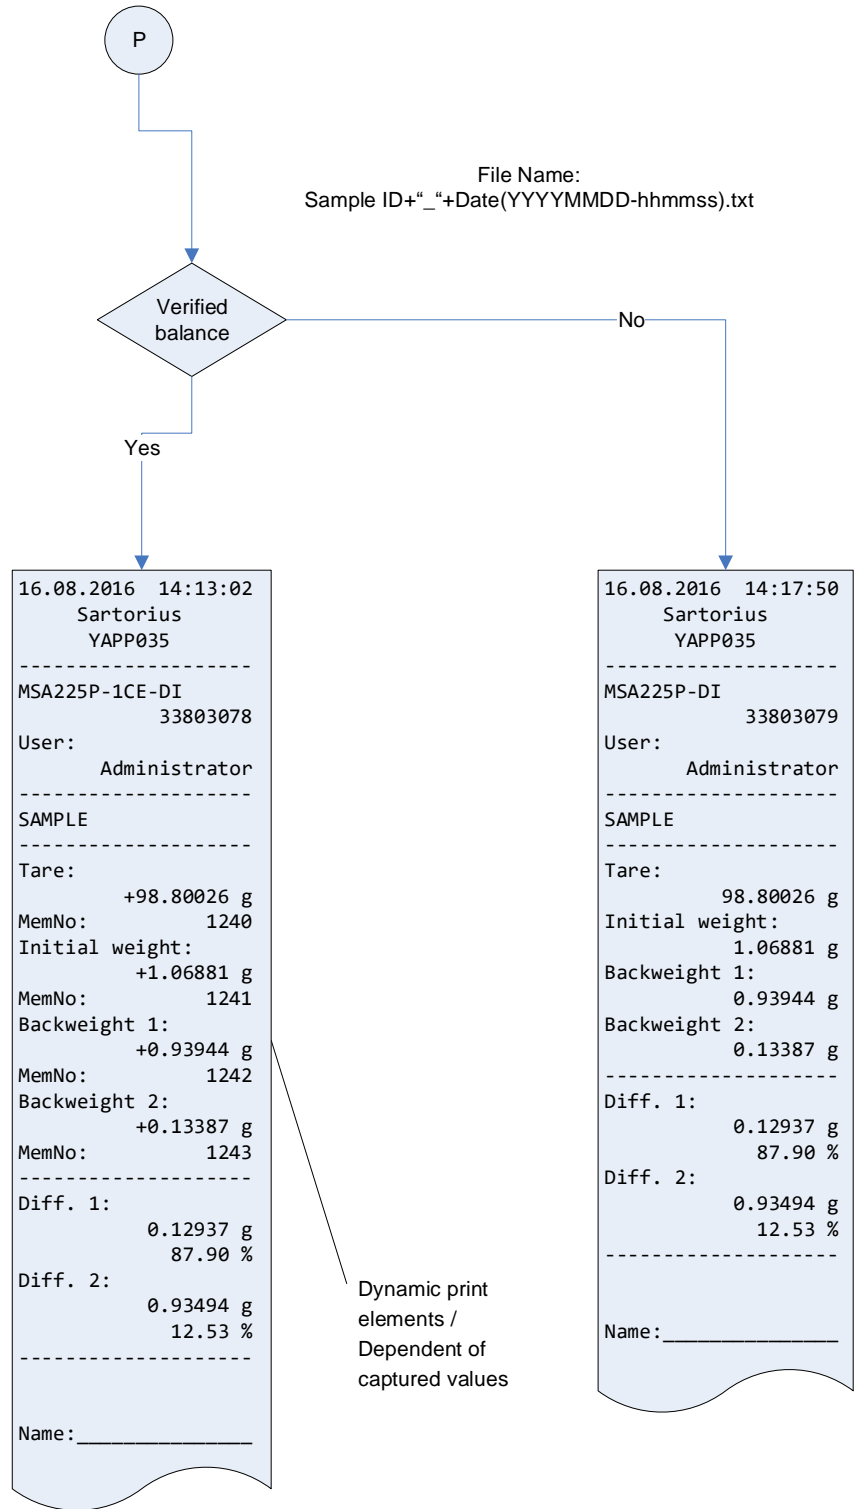 P
File Name:
Sample ID+“_“+Date(YYYYMMDD-hhmmss).txt
Verified
balance
No
Yes
16.08.2016  14:13:02
Sartorius
YAPP035
--------------------
MSA225P-1CE-DI
33803078
User:
Administrator
--------------------
SAMPLE
--------------------
Tare:
+98.80026 g
MemNo:          1240
Initial weight:
+1.06881 g
MemNo:          1241
Backweight 1:
+0.93944 g
MemNo:          1242
Backweight 2:
+0.13387 g
MemNo:          1243
--------------------
Diff. 1:
0.12937 g
87.90 %
Diff. 2:
0.93494 g
12.53 %
--------------------
Name:_______________
16.08.2016  14:17:50
Sartorius
YAPP035
--------------------
MSA225P-DI
33803079
User:
Administrator
--------------------
SAMPLE
--------------------
Tare:
98.80026 g
Initial weight:
1.06881 g
Backweight 1:
0.93944 g
Backweight 2:
0.13387 g
--------------------
Diff. 1:
0.12937 g
87.90 %
Diff. 2:
0.93494 g
12.53 %
--------------------
Name:_______________
Dynamic print
elements /
Dependent of
captured values